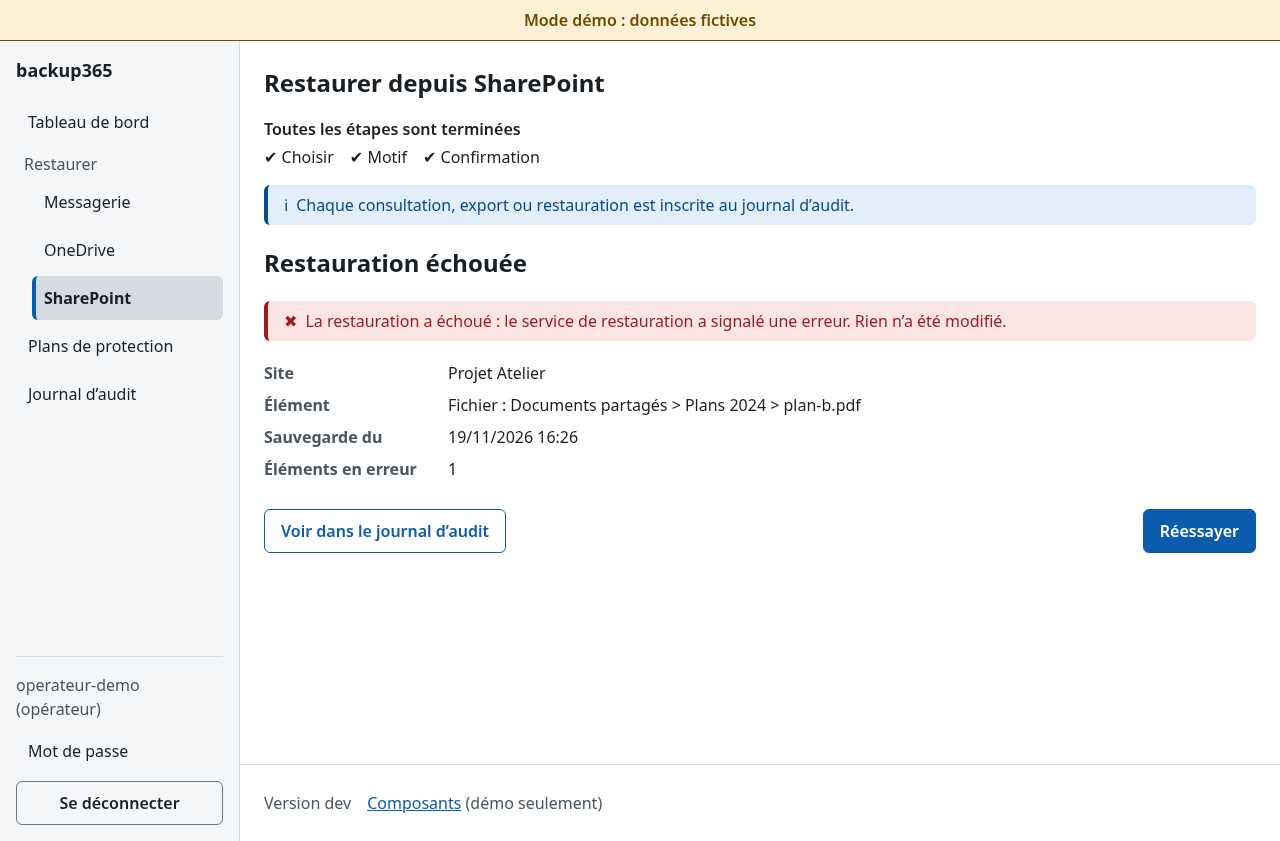 Mode démo : données fictives
backup365
Tableau de bord
Restaurer
Messagerie
OneDrive
SharePoint
Plans de protection
Journal d’audit
operateur-demo
(opérateur)
Mot de passe
Se déconnecter
Restaurer depuis SharePoint
Toutes les étapes sont terminées
✔ Choisir ✔ Motif ✔ Confirmation
i Chaque consultation, export ou restauration est inscrite au journal d’audit.
Restauration échouée
✖ La restauration a échoué : le service de restauration a signalé une erreur. Rien n’a été modifié.
Site Projet Atelier
Élément Fichier : Documents partagés > Plans 2024 > plan-b.pdf
Sauvegarde du 19/11/2026 16:26
Éléments en erreur 1
Voir dans le journal d’audit Réessayer
Version dev Composants (démo seulement)